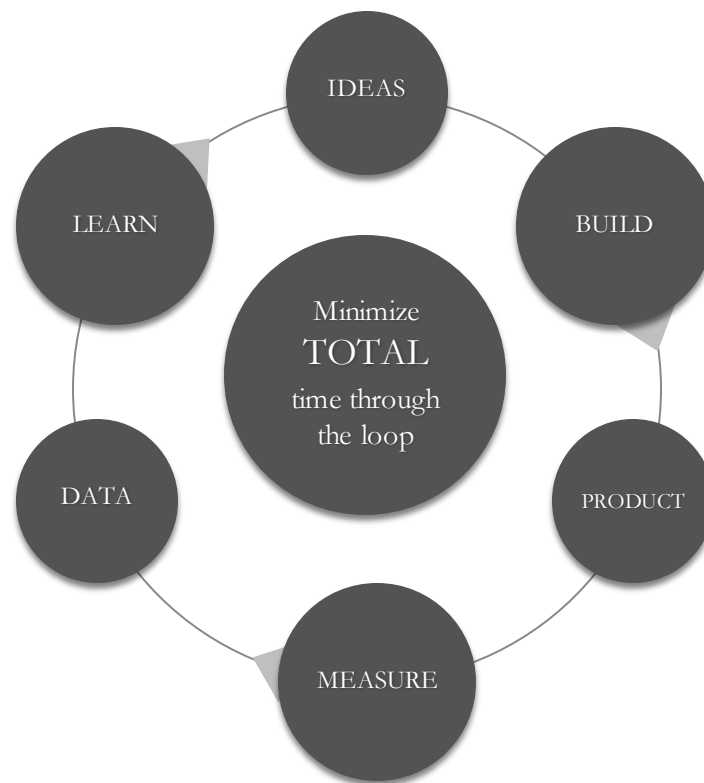 IDEAS
BUILD
LEARN
Minimize
TOTAL
time through
the loop
DATA
PRODUCT
MEASURE